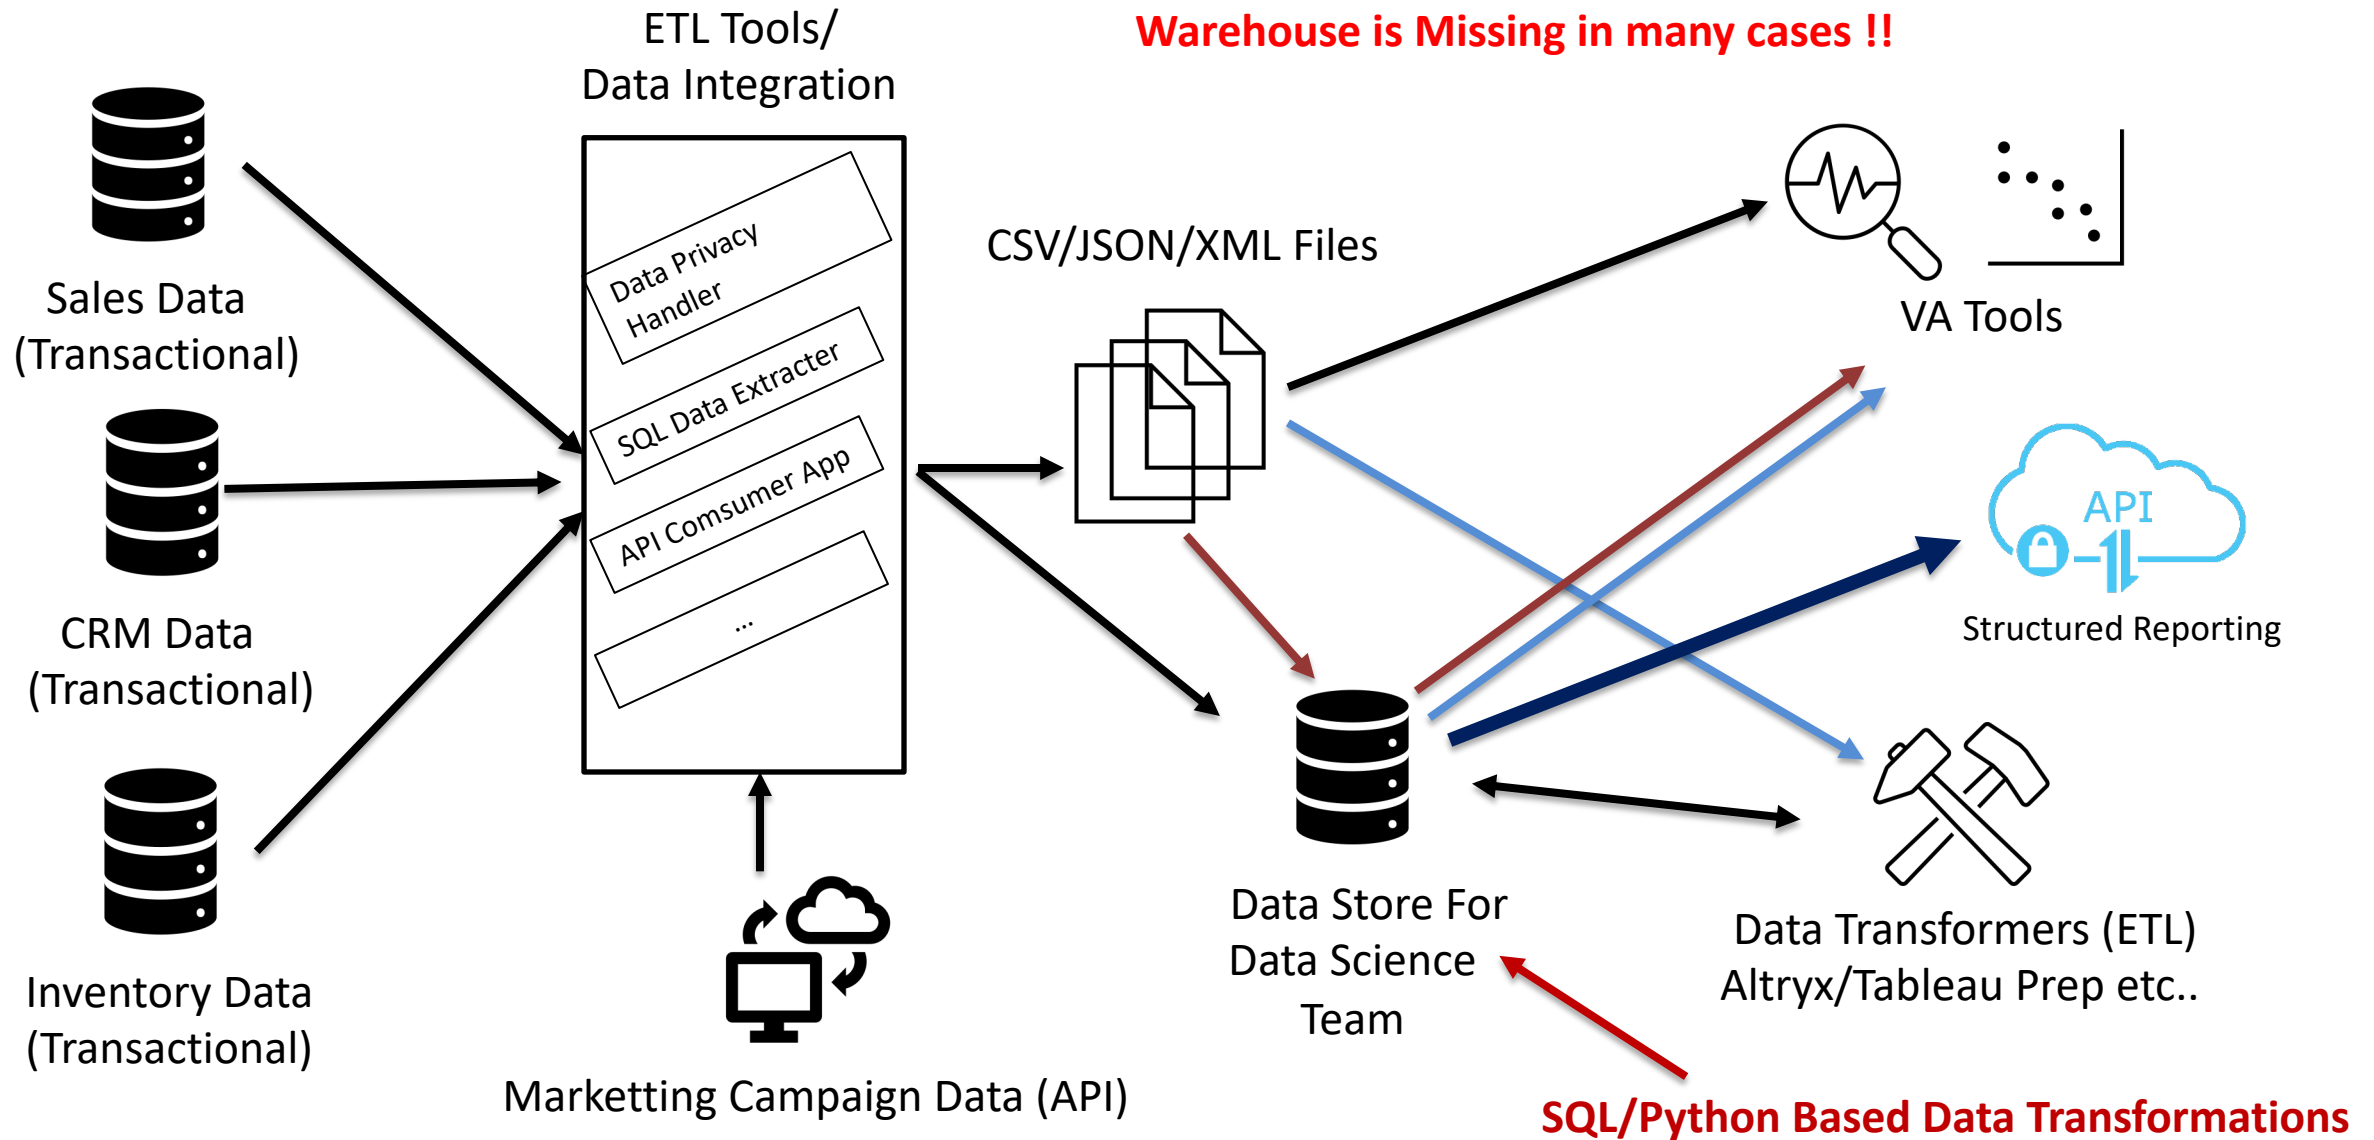 ETL Tools/
Data Integration
Warehouse is Missing in many cases !!
Sales Data
(Transactional)
CRM Data
(Transactional)
Inventory Data
(Transactional)
Data Privacy
Handler
SQL Data Extracter
API Comsumer App
...
Marketting Campaign Data (API)
CSV/JSON/XML Files
VA Tools
API
Structured Reporting
Data Store For
Data Science
Team
Data Transformers (ETL)
Altryx/Tableau Prep etc..
SQL/Python Based Data Transformations